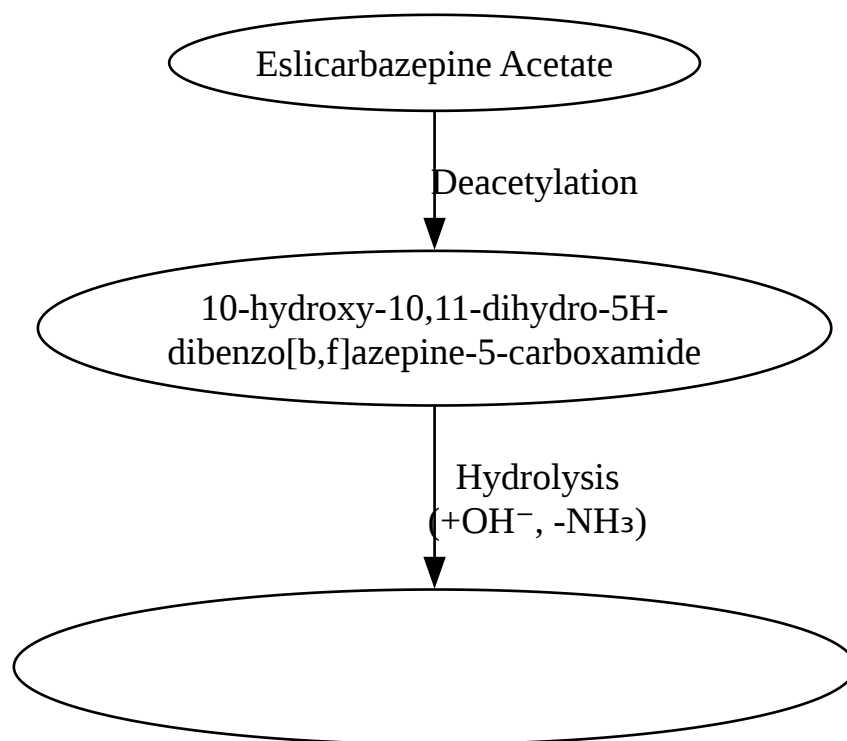 Eslicarbazepine Acetate
Deacetylation
10-hydroxy-10,11-dihydro-5H-
dibenzo[b,f]azepine-5-carboxamide
Hydrolysis
(+OH⁻, -NH₃)